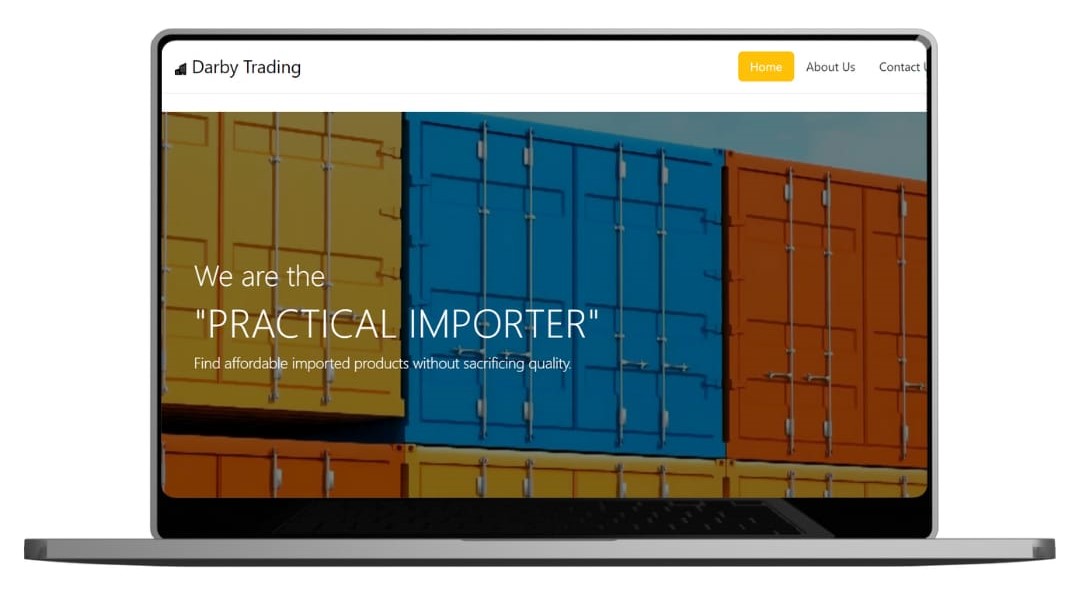 Darby Trading
Home
About Us
Contact
We are the
"PRACTICAL IMPORTER"
Find affordable imported products without sacrificing quality.